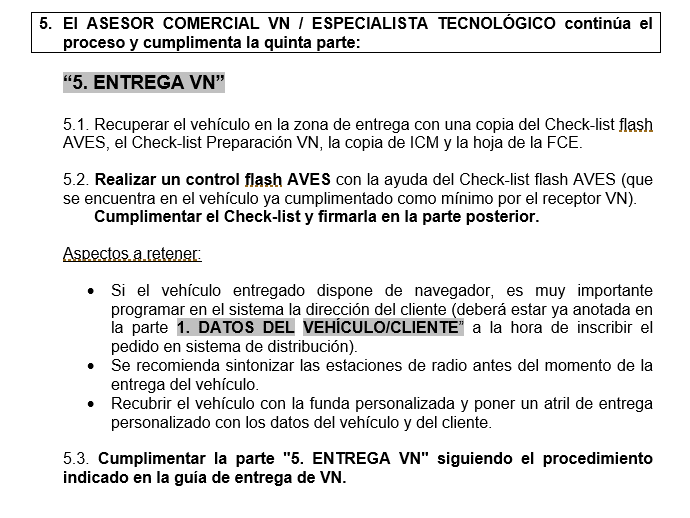 5. El ASESOR COMERCIAL VN / ESPECIALISTA TECNOLÓGICO continúa el
proceso y cumplimenta la quinta parte:
“5. ENTREGA VN”
5.1. Recuperar el vehículo en la zona de entrega con una copia del Check-list flash
AVES, el Check-list Preparación VN, la copia de ICM y la hoja de la FCE.
5.2. Realizar un control flash AVES con la ayuda del Check-list flash AVES (que
se encuentra en el vehículo ya cumplimentado como mínimo por el receptor VN).
Cumplimentar el Check-list y firmarla en la parte posterior.
Aspectos a retener:
• Si el vehículo entregado dispone de navegador, es muy importante
programar en el sistema la dirección del cliente (deberá estar ya anotada en
la parte 1. DATOS DEL VEHÍCULO/CLIENTE” a la hora de inscribir el
pedido en sistema de distribución).
• Se recomienda sintonizar las estaciones de radio antes del momento de la
entrega del vehículo.
• Recubrir el vehículo con la funda personalizada y poner un atril de entrega
personalizado con los datos del vehículo y del cliente.
5.3. Cumplimentar la parte "5. ENTREGA VN" siguiendo el procedimiento
indicado en la guía de entrega de VN.